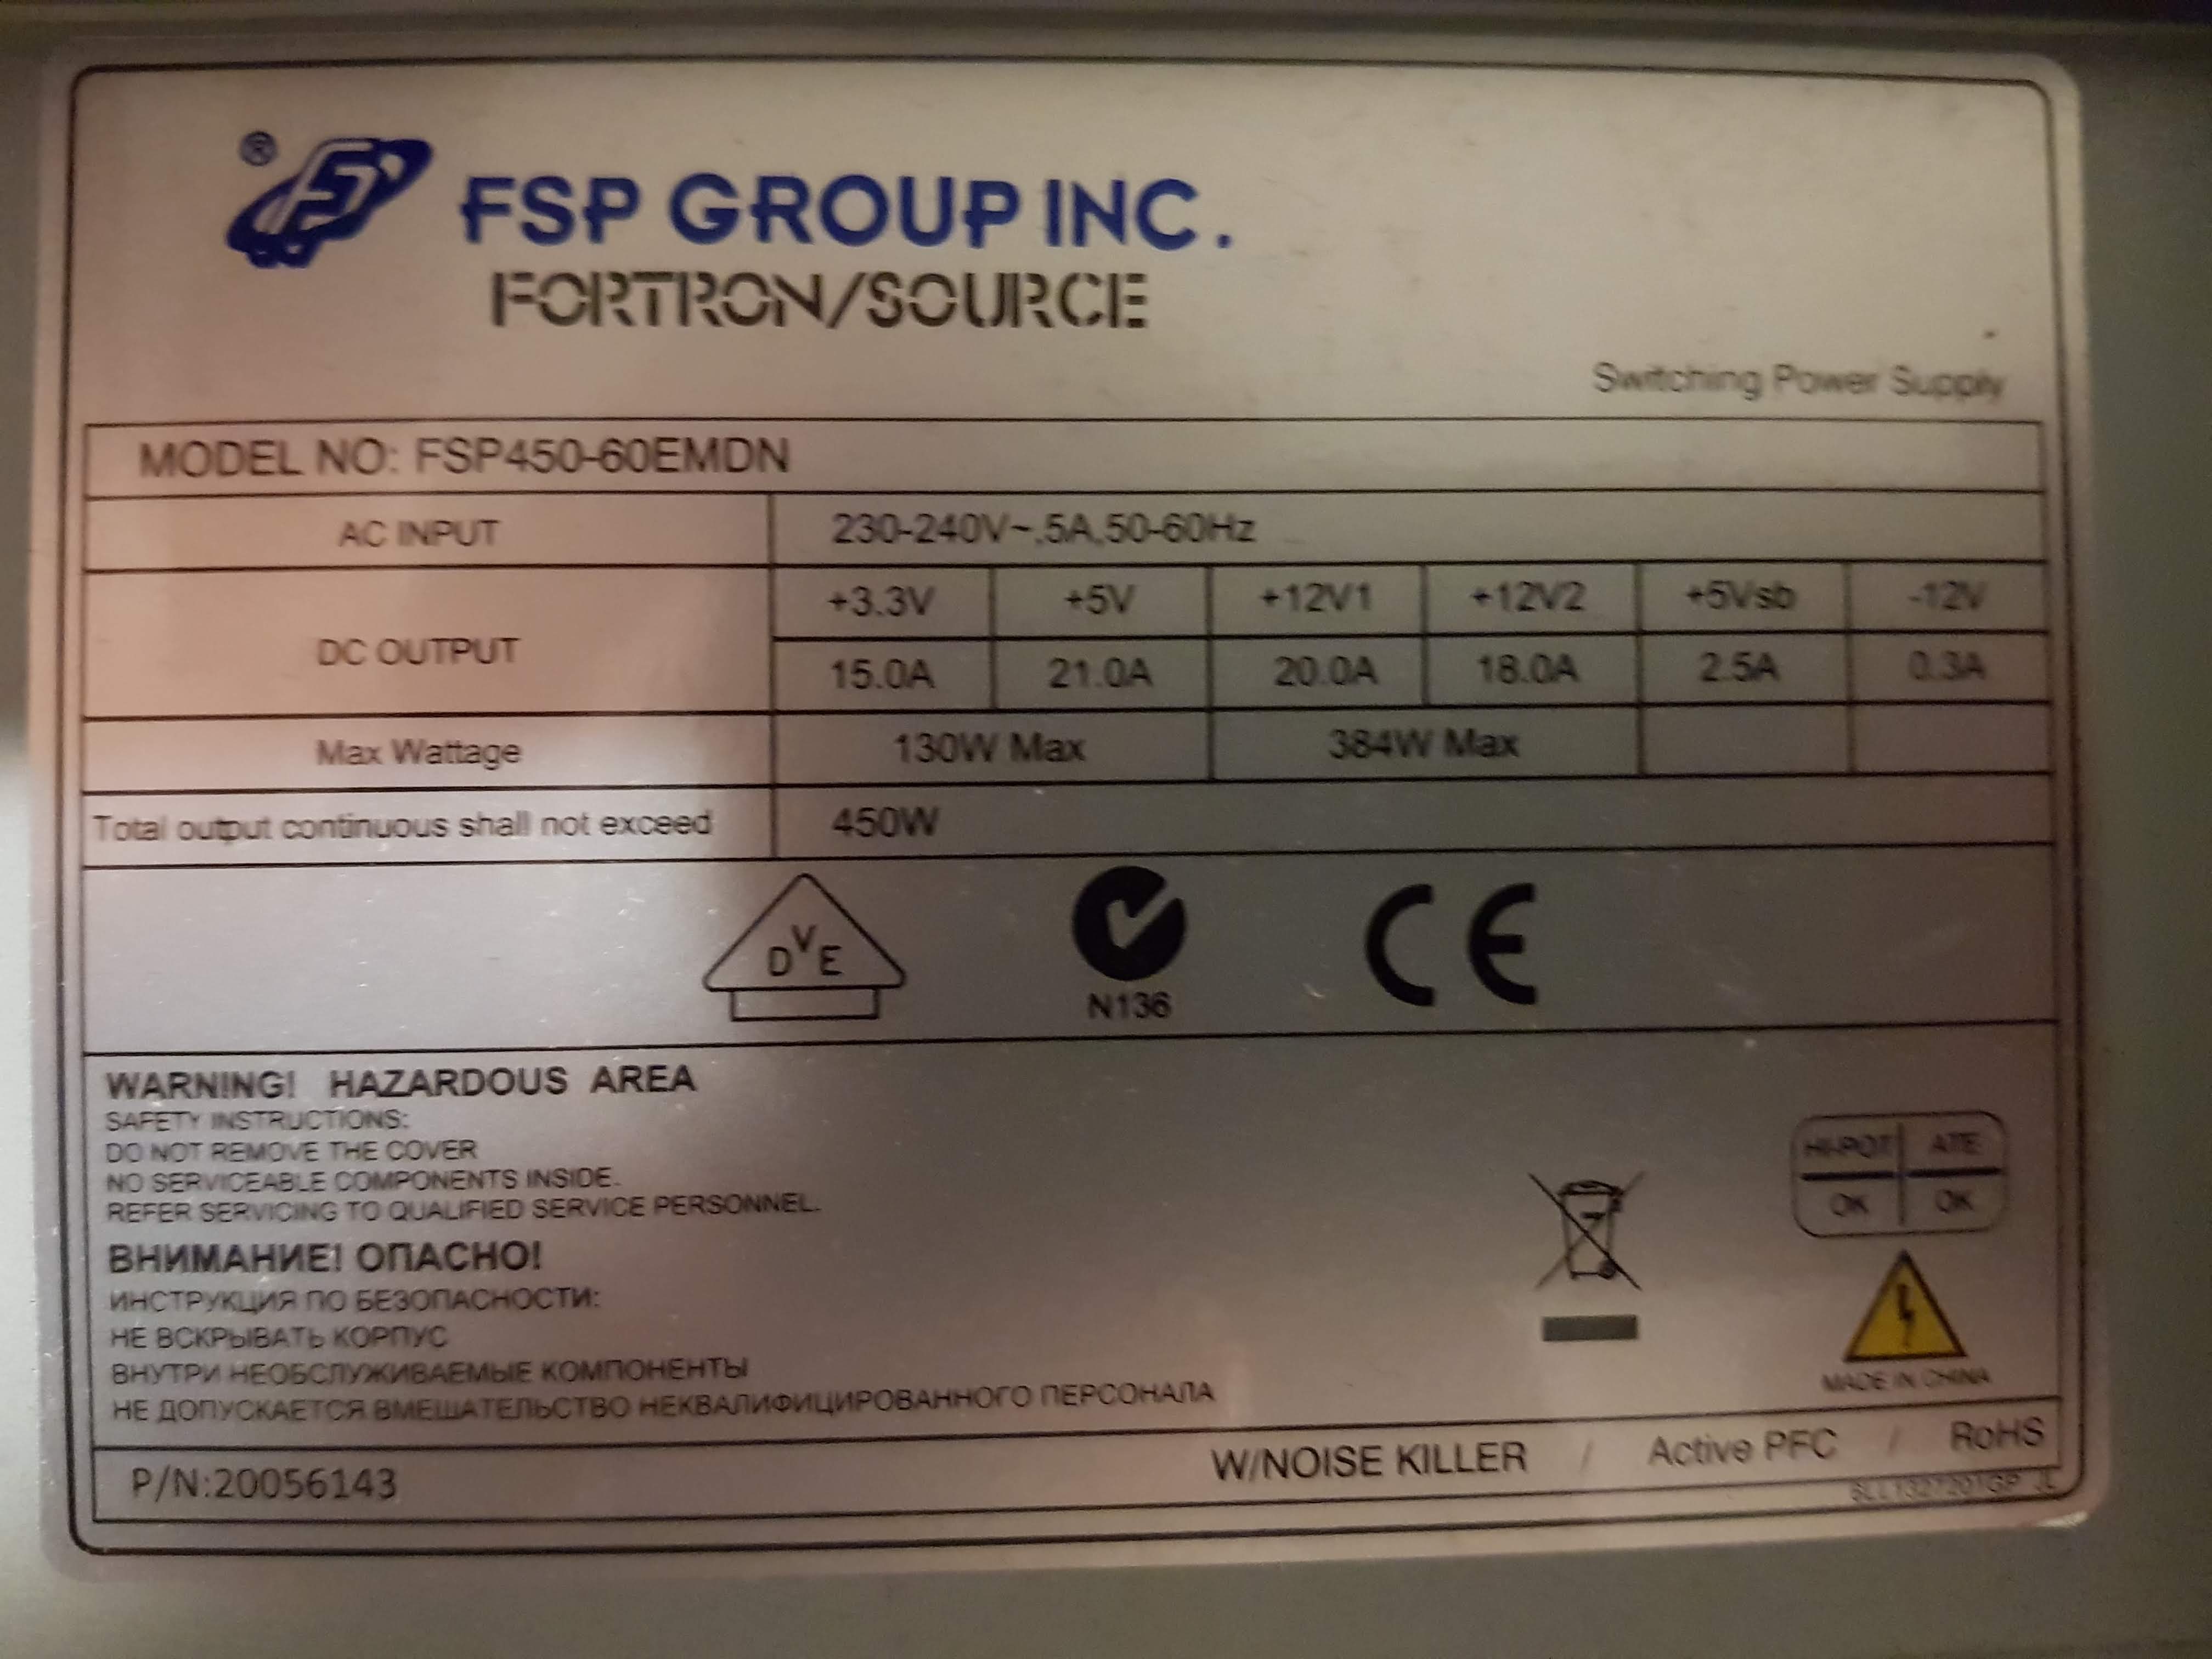 ®
FSP GROUP INC.
FORTRON/SOURCE
Switching Power Supply
MODEL NO: FSP450-60EMDN
AC INPUT 230-240V~,5A,50-60Hz
DC OUTPUT
+3.3V +5V +12V1 +12V2 +5Vsb -12V
15.0A 21.0A 20.0A 18.0A 2.5A 0.3A
Max Wattage 130W Max 384W Max
Total output continuous shall not exceed 450W
DVE
N136
CE
WARNING! HAZARDOUS AREA
SAFETY INSTRUCTIONS:
DO NOT REMOVE THE COVER
NO SERVICEABLE COMPONENTS INSIDE.
REFER SERVICING TO QUALIFIED SERVICE PERSONNEL.
HI-POT ATE
OK OK
ВНИМАНИЕ! ОПАСНО!
ИНСТРУКЦИЯ ПО БЕЗОПАСНОСТИ:
НЕ ВСКРЫВАТЬ КОРПУС
ВНУТРИ НЕОБСЛУЖИВАЕМЫЕ КОМПОНЕНТЫ
НЕ ДОПУСКАЕТСЯ ВМЕШАТЕЛЬСТВО НЕКВАЛИФИЦИРОВАННОГО ПЕРСОНАЛА
MADE IN CHINA
P/N:20056143
W/NOISE KILLER / Active PFC / RoHS